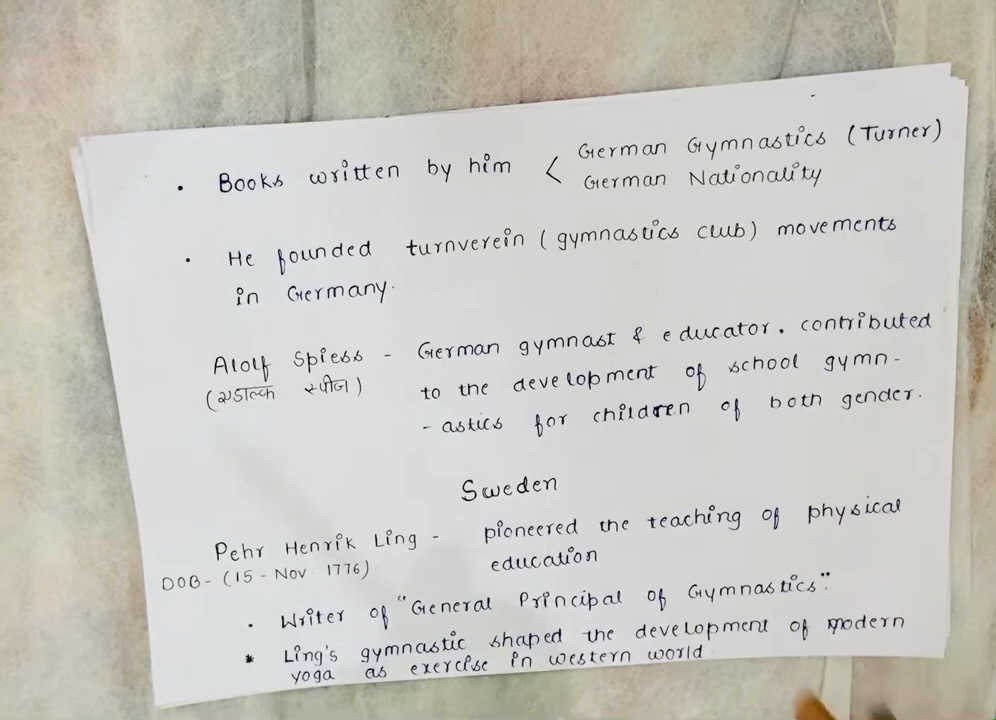 • Books written by him < German Gymnastics (Turner)
German Nationality
• He founded turnverein (gymnastics club) movements
in Germany.
Alolf Spiess - German gymnast & educator. contributed
(अडाल्फ स्पीज) to the development of school gymn-
- astics for children of both gender.
Sweden
Pehr Henrik Ling - pioneered the teaching of physical
DOB - (15 - Nov 1776) education
• Writer of "General Principal of Gymnastics".
* Ling's gymnastic shaped the development of modern
yoga as exercise in western world.